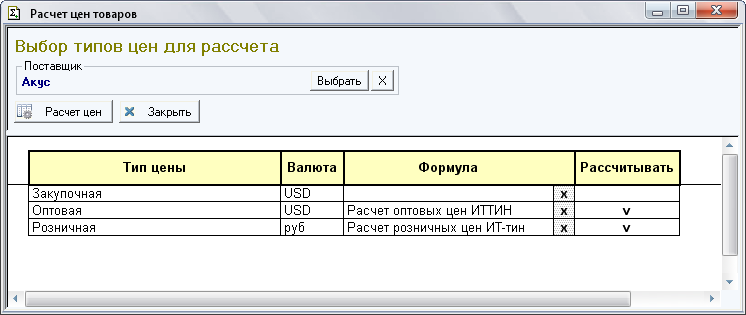 Расчет цен товаров
Выбор типов цен для рассчета
Поставщик
Акус Выбрать X
Расчет цен Закрыть
Тип цены Валюта Формула Рассчитывать
Закупочная USD x
Оптовая USD Расчет оптовых цен ИТТИН x v
Розничная руб Расчет розничных цен ИТ-тин x v